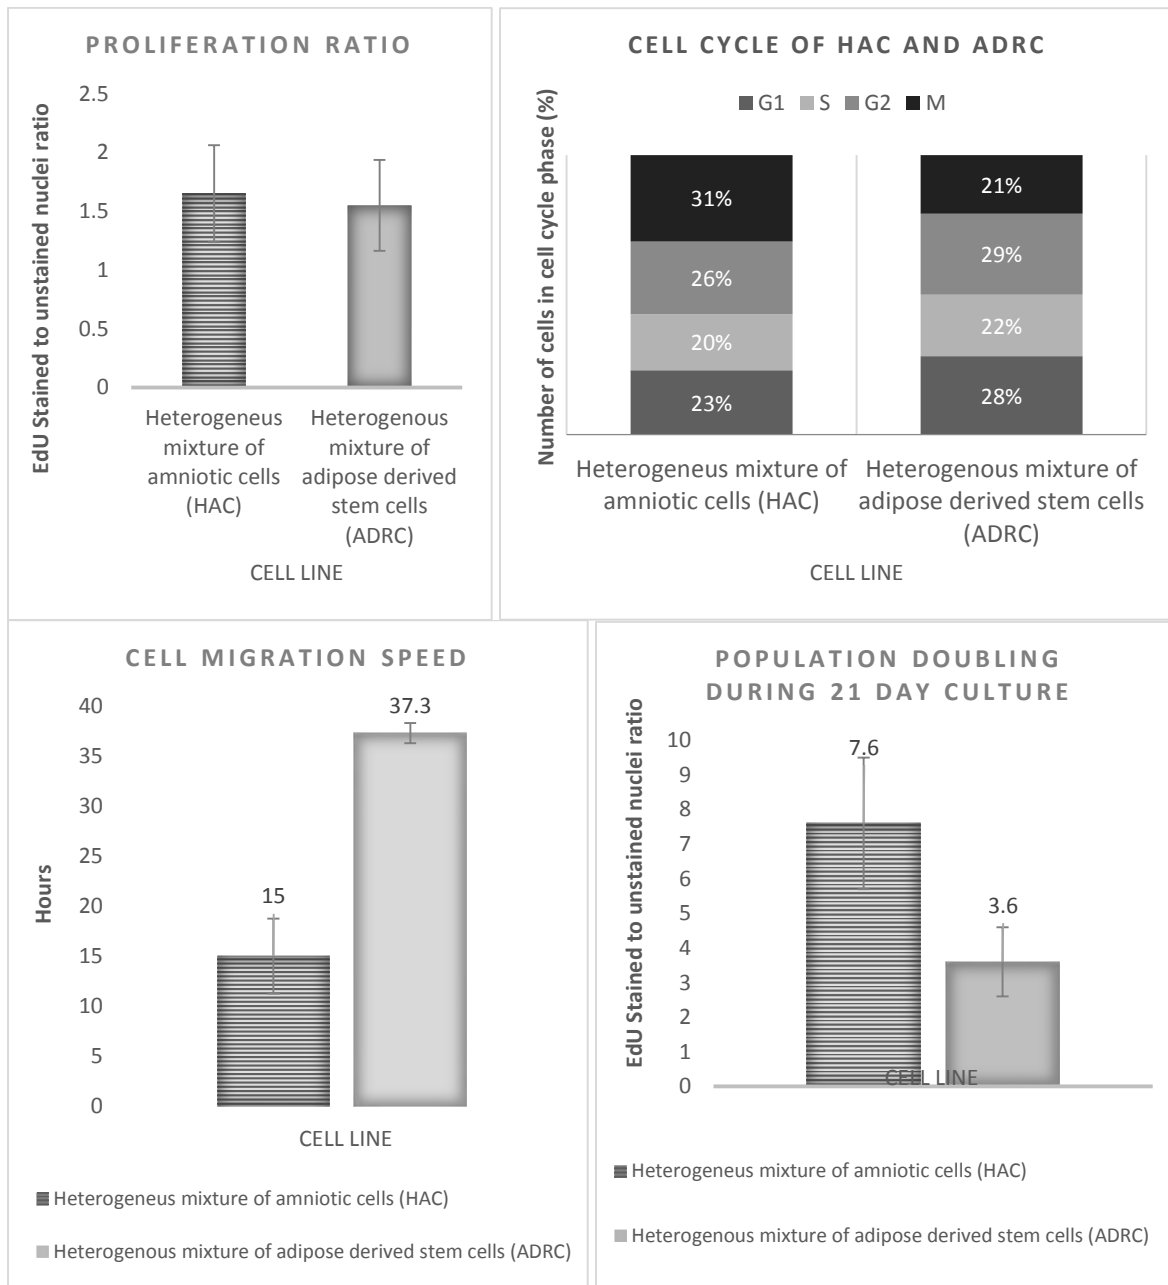 PROLIFERATION RATIO
EdU Stained to unstained nuclei ratio
2.5
2
1.5
1
0.5
0
Heterogeneus
mixture of
amniotic cells
(HAC)
Heterogenous
mixture of
adipose derived
stem cells
(ADRC)
CELL LINE
CELL CYCLE OF HAC AND ADRC
G1 S G2 M
Number of cells in cell cycle phase (%)
31%
26%
20%
23%
21%
29%
22%
28%
Heterogeneus mixture of
amniotic cells (HAC)
Heterogenous mixture of
adipose derived stem cells
(ADRC)
CELL LINE
CELL MIGRATION SPEED
Hours
40
35
30
25
20
15
10
5
0
15
37.3
CELL LINE
Heterogeneus mixture of amniotic cells (HAC)
Heterogenous mixture of adipose derived stem cells (ADRC)
POPULATION DOUBLING
DURING 21 DAY CULTURE
EdU Stained to unstained nuclei ratio
10
9
8
7
6
5
4
3
2
1
0
7.6
3.6
CELL LINE
Heterogeneus mixture of amniotic cells (HAC)
Heterogenous mixture of adipose derived stem cells (ADRC)